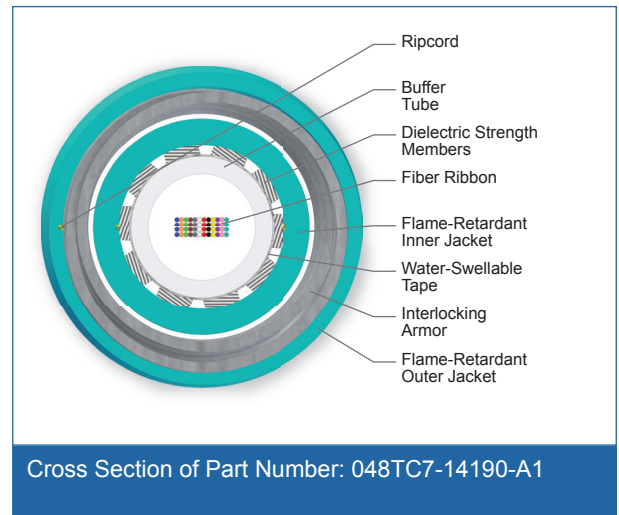 Ripcord
Buffer
Tube
Dielectric Strength
Members
Fiber Ribbon
Flame-Retardant
Inner Jacket
Water-Swellable
Tape
Interlocking
Armor
Flame-Retardant
Outer Jacket
Cross Section of Part Number: 048TC7-14190-A1